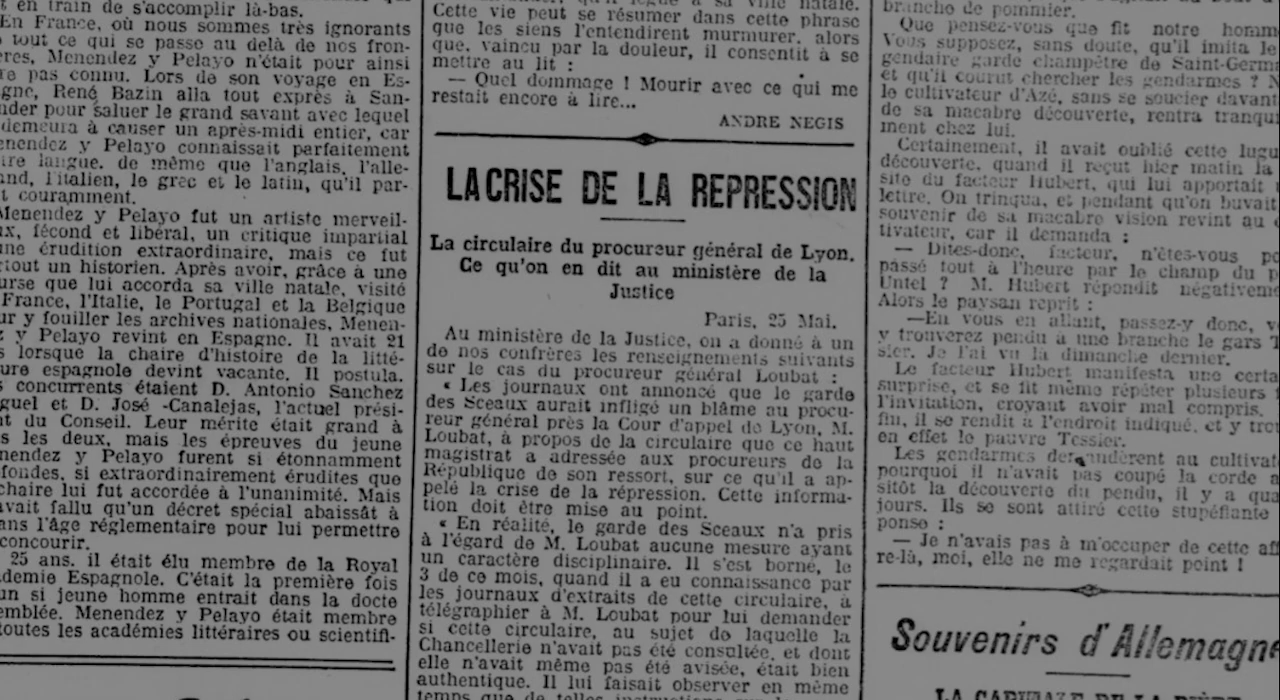 t en train de s'accomplir là-bas.
En France, où nous sommes très ignorants
tout ce qui se passe au delà de nos fron-
res, Menendez y Pelayo n'était pour ainsi
re pas connu. Lors de son voyage en Es-
gne, René Bazin alla tout exprès à San-
nder pour saluer le grand savant avec lequel
demeura à causer un après-midi entier, car
enendez y Pelayo connaissait parfaitement
tre langue, de même que l'anglais, l'alle-
nd, l'italien, le grec et le latin, qu'il par-
t couramment.
Menendez y Pelayo fut un artiste merveil-
ux, fécond et libéral, un critique impartial
une érudition extraordinaire, mais ce fut
rtout un historien. Après avoir, grâce à une
urse que lui accorda sa ville natale, visité
France, l'Italie, le Portugal et la Belgique
ur y fouiller les archives nationales, Menen-
z y Pelayo revint en Espagne. Il avait 21
s lorsque la chaire d'histoire de la litté-
ure espagnole devint vacante. Il postula.
s concurrents étaient D. Antonio Sanchez
guel et D. José -Canalejas, l'actuel prési-
nt du Conseil. Leur mérite était grand à
s les deux, mais les épreuves du jeune
nendez y Pelayo furent si étonnamment
fondes, si extraordinairement érudites que
chaire lui fut accordée à l'unanimité. Mais
avait fallu qu'un décret spécial abaissât à
ans l'âge réglementaire pour lui permettre
concourir.
25 ans. il était élu membre de la Royal
démie Espagnole. C'était la première fois
un si jeune homme entrait dans la docte
emblée. Menendez y Pelayo était membre
toutes les académies littéraires ou scientifi-
sa ville natale.
Cette vie peut se résumer dans cette phrase
que les siens l'entendirent murmurer, alors
que, vaincu par la douleur, il consentit à se
mettre au lit :
— Quel dommage ! Mourir avec ce qui me
restait encore à lire...
ANDRE NEGIS
LA CRISE DE LA REPRESSION
La circulaire du procureur général de Lyon.
Ce qu'on en dit au ministère de la
Justice
Paris, 25 Mai.
Au ministère de la Justice, on a donné à un
de nos confrères les renseignements suivants
sur le cas du procureur général Loubat :
« Les journaux ont annoncé que le garde
des Sceaux aurait infligé un blâme au procu-
reur général près la Cour d'appel de Lyon, M.
Loubat, à propos de la circulaire que ce haut
magistrat a adressée aux procureurs de la
République de son ressort, sur ce qu'il a ap-
pelé la crise de la répression. Cette informa-
tion doit être mise au point.
« En réalité, le garde des Sceaux n'a pris
à l'égard de M. Loubat aucune mesure ayant
un caractère disciplinaire. Il s'est borné, le
3 de ce mois, quand il a eu connaissance par
les journaux d'extraits de cette circulaire, à
télégraphier à M. Loubat pour lui demander
si cette circulaire, au sujet de laquelle la
Chancellerie n'avait pas été consultée, et dont
elle n'avait même pas été avisée, était bien
authentique. Il lui faisait observer en même
temps que de telles
branche de pommier.
Que pensez-vous que fit notre homm
Vous supposez, sans doute, qu'il imita le
gendaire garde champêtre de Saint-Germa
et qu'il courut chercher les gendarmes ? N
le cultivateur d'Azé, sans se soucier davant
de sa macabre découverte, rentra tranqui
ment chez lui.
Certainement, il avait oublié cette lugu
découverte, quand il reçut hier matin la
site du facteur Hubert, qui lui apportait
lettre. On trinqua, et pendant qu'on buvait
souvenir de sa macabre vision revint au
tivateur, car il demanda :
— Dites-donc, facteur, n'êtes-vous p
passé tout à l'heure par le champ du p
Untel ? M. Hubert répondit négativeme
Alors le paysan reprit :
—En vous en allant, passez-y donc, v
y trouverez pendu à une branche le gars T
sier. Je l'ai vu là dimanche dernier.
Le facteur Hubert manifesta une certa
surprise, et se fit même répéter plusieurs
l'invitation, croyant avoir mal compris.
fin, il se rendit à l'endroit indiqué, et y tro
en effet le pauvre Tessier.
Les gendarmes demandèrent au cultivat
pourquoi il n'avait pas coupé la corde a
sitôt la découverte du pendu, il y a qua
jours. Ils se sont attiré cette stupéfiante
ponse :
— Je n'avais pas à m'occuper de cette aff
re-là, moi, elle ne me regardait point !
Souvenirs d'Allemagne